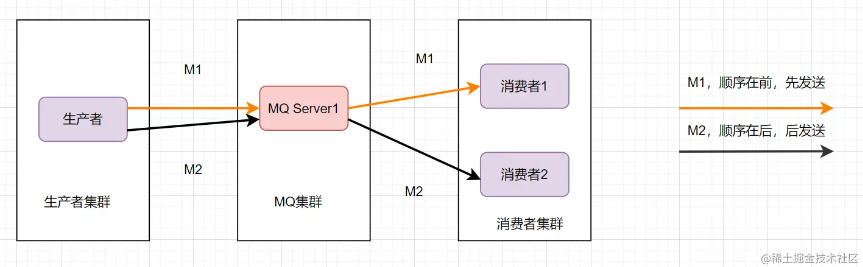 M1
M1
M1，顺序在前，先发送
消费者1
MQ Server1
生产者
M2，顺序在后，后发送
M2
消费者2
M2
生产者集群
MQ集群
消费者集群
@稀土掘金技术社区